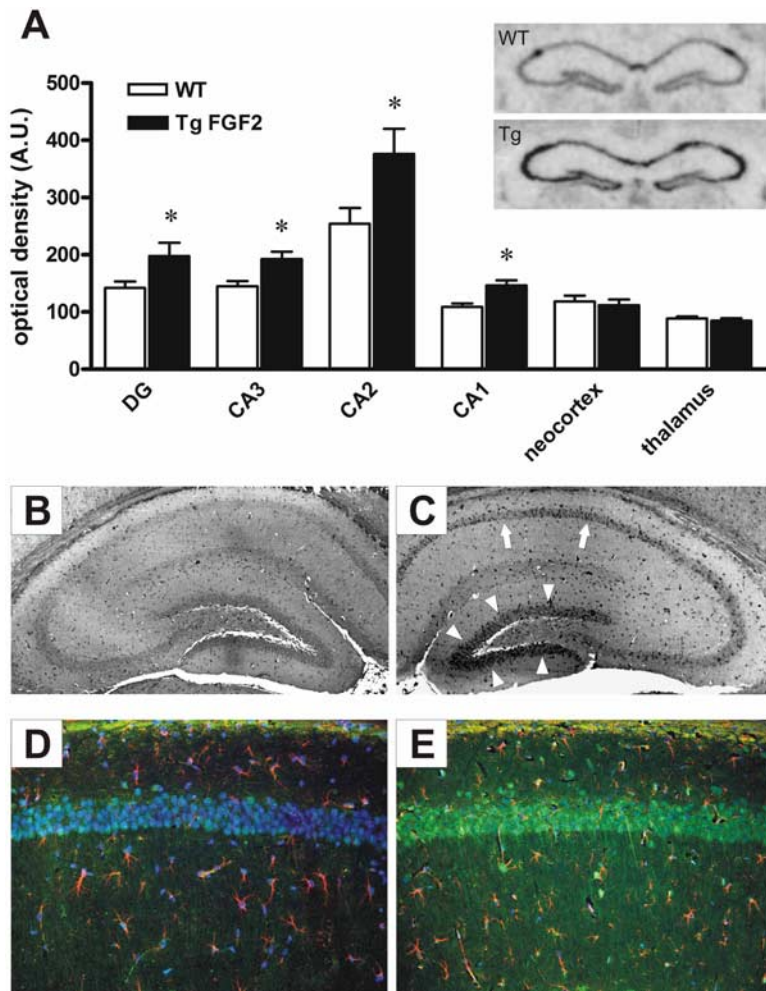 A
WT
Tg FGF2
WT
Tg
optical density (A.U.)
500
400
300
200
100
0
*
*
*
*
DG
CA3
CA2
CA1
neocortex
thalamus
B
C
D
E